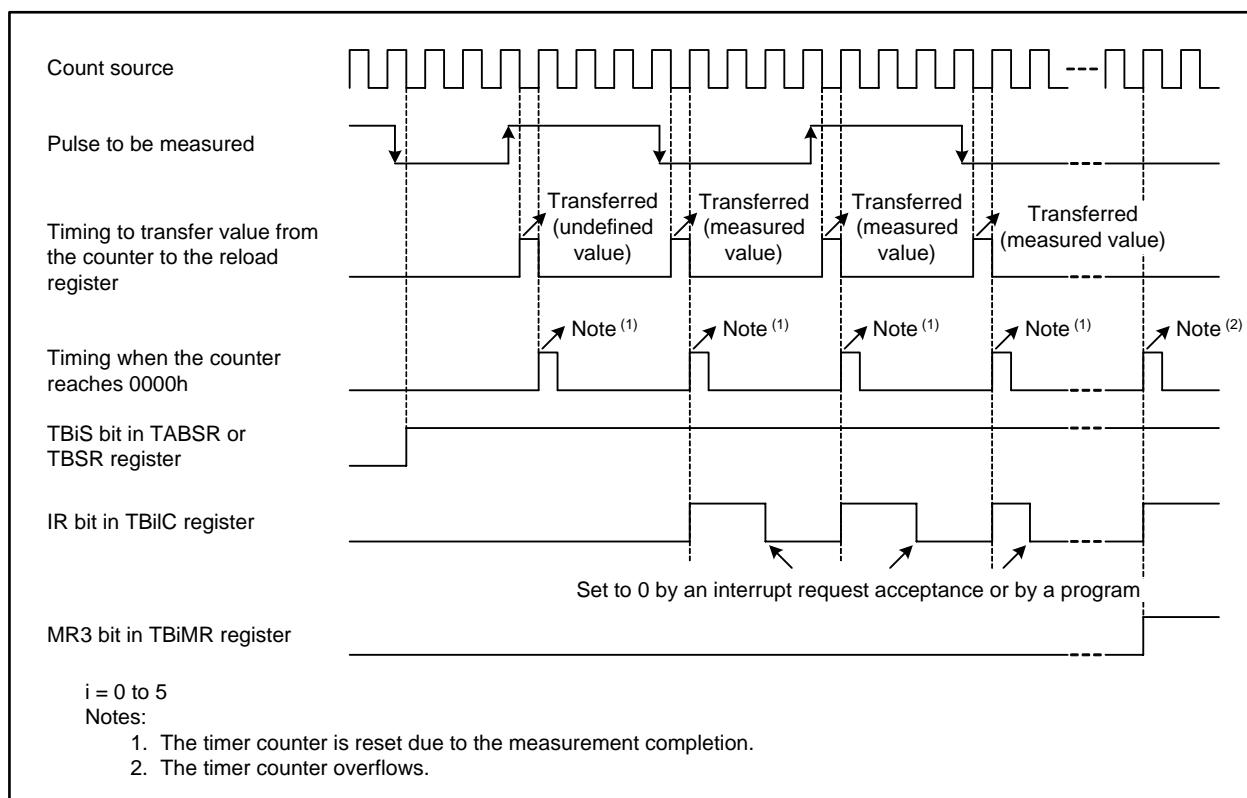 Count source
Pulse to be measured
Timing to transfer value from
the counter to the reload
register
Transferred
(undefined
value)
Transferred
(measured
value)
Transferred
(measured
value)
Transferred
(measured value)
Timing when the counter
reaches 0000h
Note (1)
Note (1)
Note (1)
Note (1)
Note (2)
TBiS bit in TABSR or
TBSR register
IR bit in TBiIC register
Set to 0 by an interrupt request acceptance or by a program
MR3 bit in TBiMR register
i = 0 to 5
Notes:
1. The timer counter is reset due to the measurement completion.
2. The timer counter overflows.